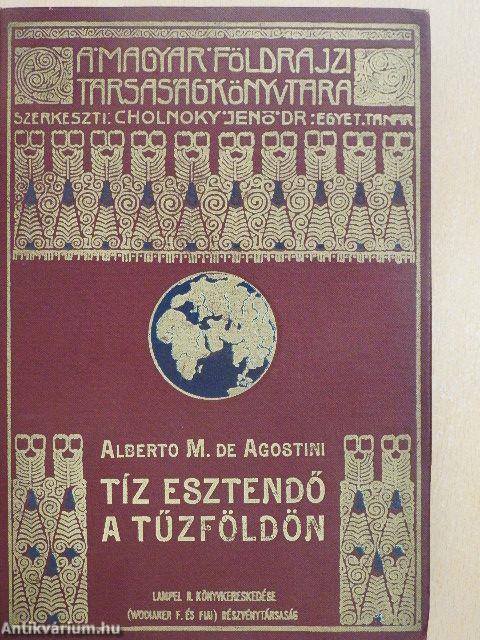 A MAGYAR FÖLDRAJZI
TÁRSASÁG KÖNYVTÁRA
SZERKESZTI: CHOLNOKY JENŐ DR: EGYET. TANÁR
ALBERTO M. DE AGOSTINI
TÍZ ESZTENDŐ
A TŰZFÖLDÖN
LAMPEL R. KÖNYVKERESKEDÉSE
(WODIANER F. ÉS FIAI) RÉSZVÉNYTÁRSASÁG
Antikvárium.hu